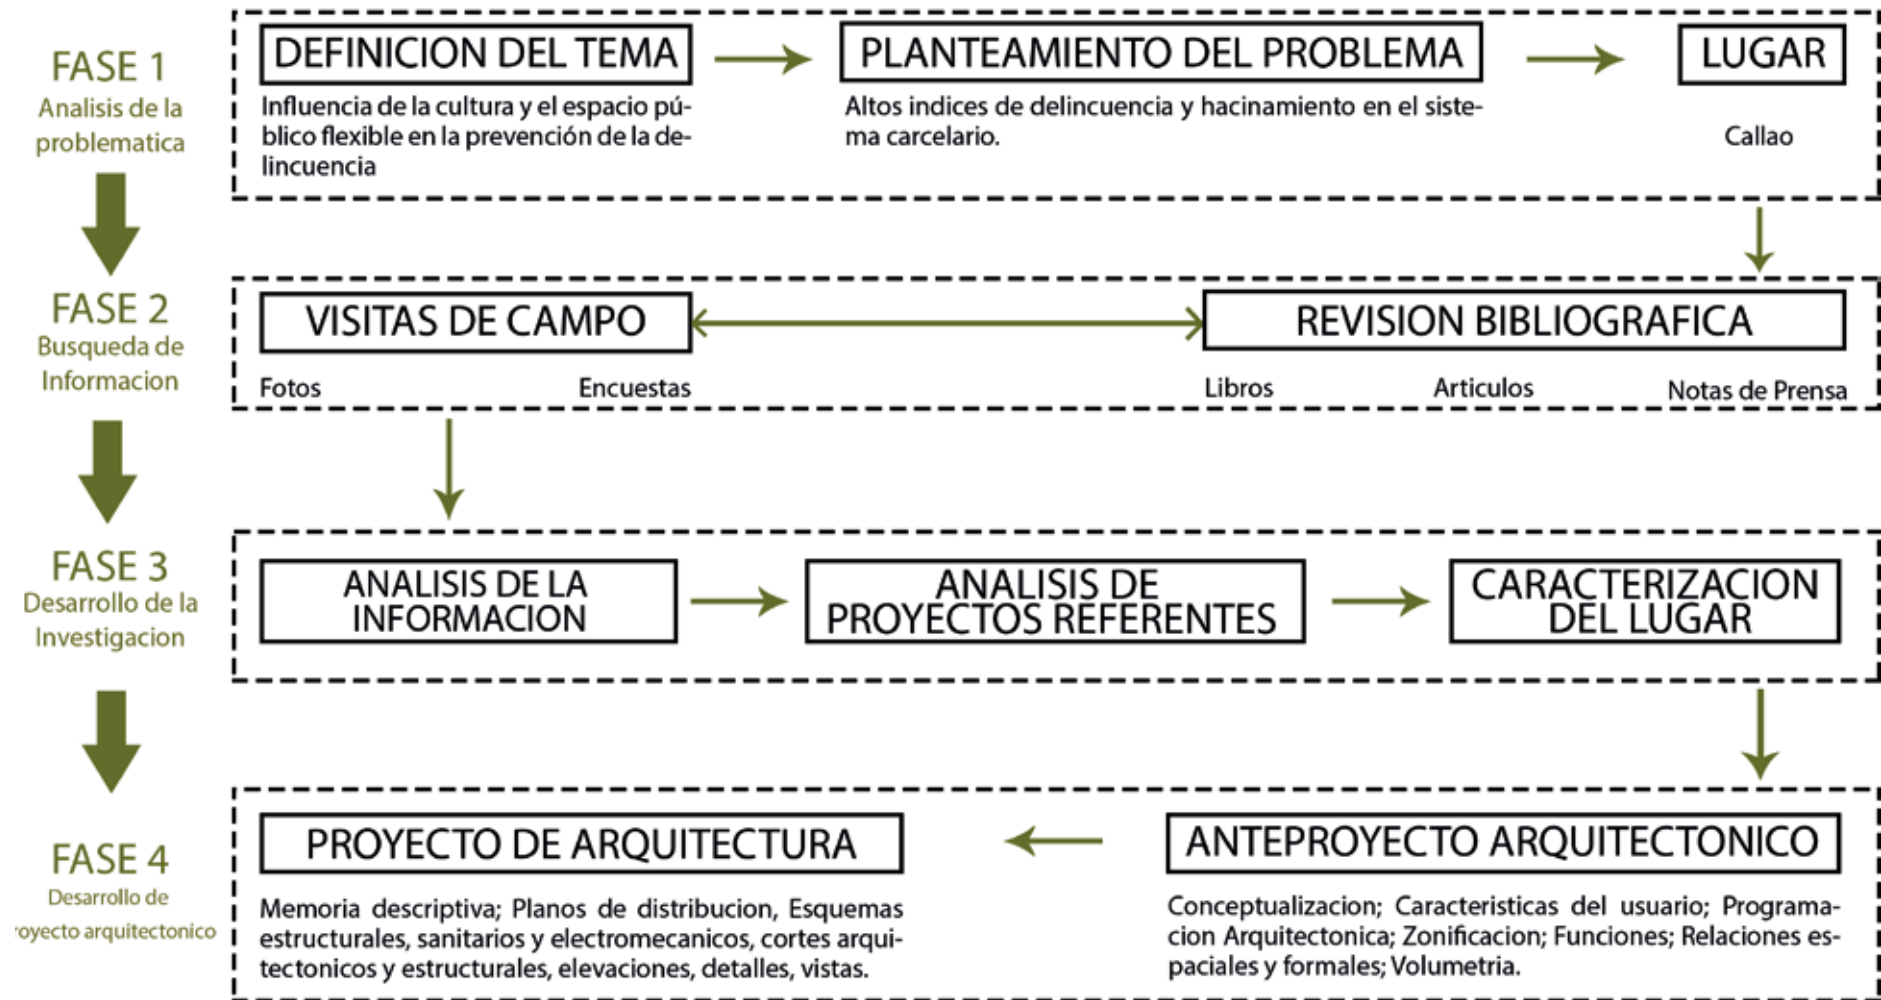 FASE 1
Analisis de la
problematica
DEFINICION DEL TEMA
Influencia de la cultura y el espacio pú-
blico flexible en la prevención de la de-
lincuencia
PLANTEAMIENTO DEL PROBLEMA
Altos indices de delincuencia y hacinamiento en el siste-
ma carcelario.
LUGAR
Callao
FASE 2
Busqueda de
Informacion
VISITAS DE CAMPO
Fotos
Encuestas
REVISION BIBLIOGRAFICA
Libros
Articulos
Notas de Prensa
FASE 3
Desarrollo de la
Investigacion
ANALISIS DE LA
INFORMACION
ANALISIS DE
PROYECTOS REFERENTES
CARACTERIZACION
DEL LUGAR
FASE 4
Desarrollo de
royecto arquitectonico
PROYECTO DE ARQUITECTURA
Memoria descriptiva; Planos de distribucion, Esquemas
estructurales, sanitarios y electromecanicos, cortes arqui-
tectonicos y estructurales, elevaciones, detalles, vistas.
ANTEPROYECTO ARQUITECTONICO
Conceptualizacion; Caracteristicas del usuario; Programa-
cion Arquitectonica; Zonificacion; Funciones; Relaciones es-
paciales y formales; Volumetria.